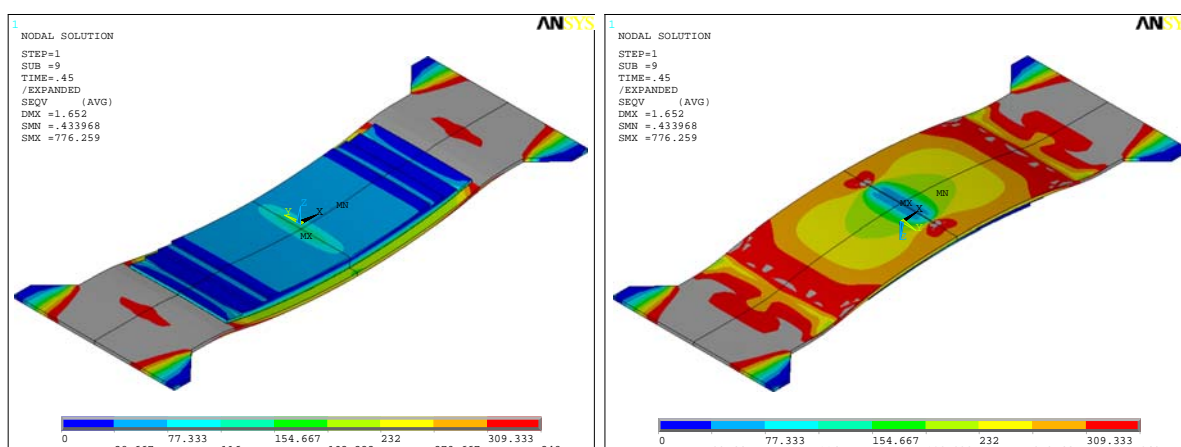 1
ANSYS
NODAL SOLUTION
STEP=1
SUB =9
TIME=.45
/EXPANDED
SEQV (AVG)
DMX =1.652
SMN =.433968
SMX =776.259
Y Z X
MN
MX
0 77.333 154.667 232 309.333
1
ANSYS
NODAL SOLUTION
STEP=1
SUB =9
TIME=.45
/EXPANDED
SEQV (AVG)
DMX =1.652
SMN =.433968
SMX =776.259
MN
MX
X
0 77.333 154.667 232 309.333